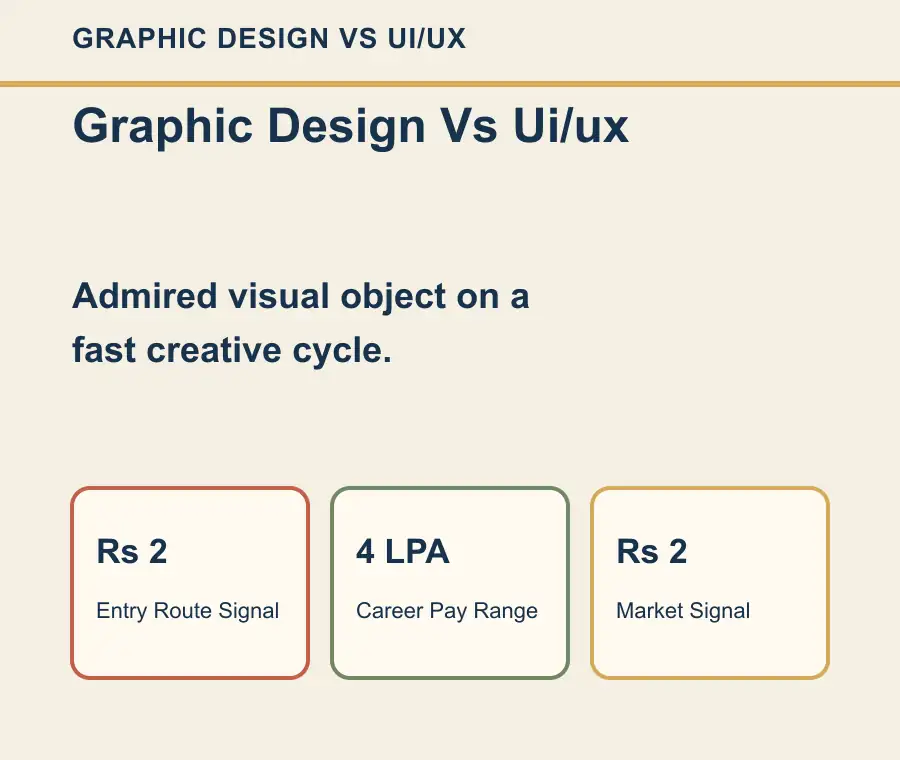 GRAPHIC DESIGN VS UI/UX
Graphic Design Vs Ui/ux
Admired visual object on a
fast creative cycle.
Rs 2
Entry Route Signal
4 LPA
Career Pay Range
Rs 2
Market Signal